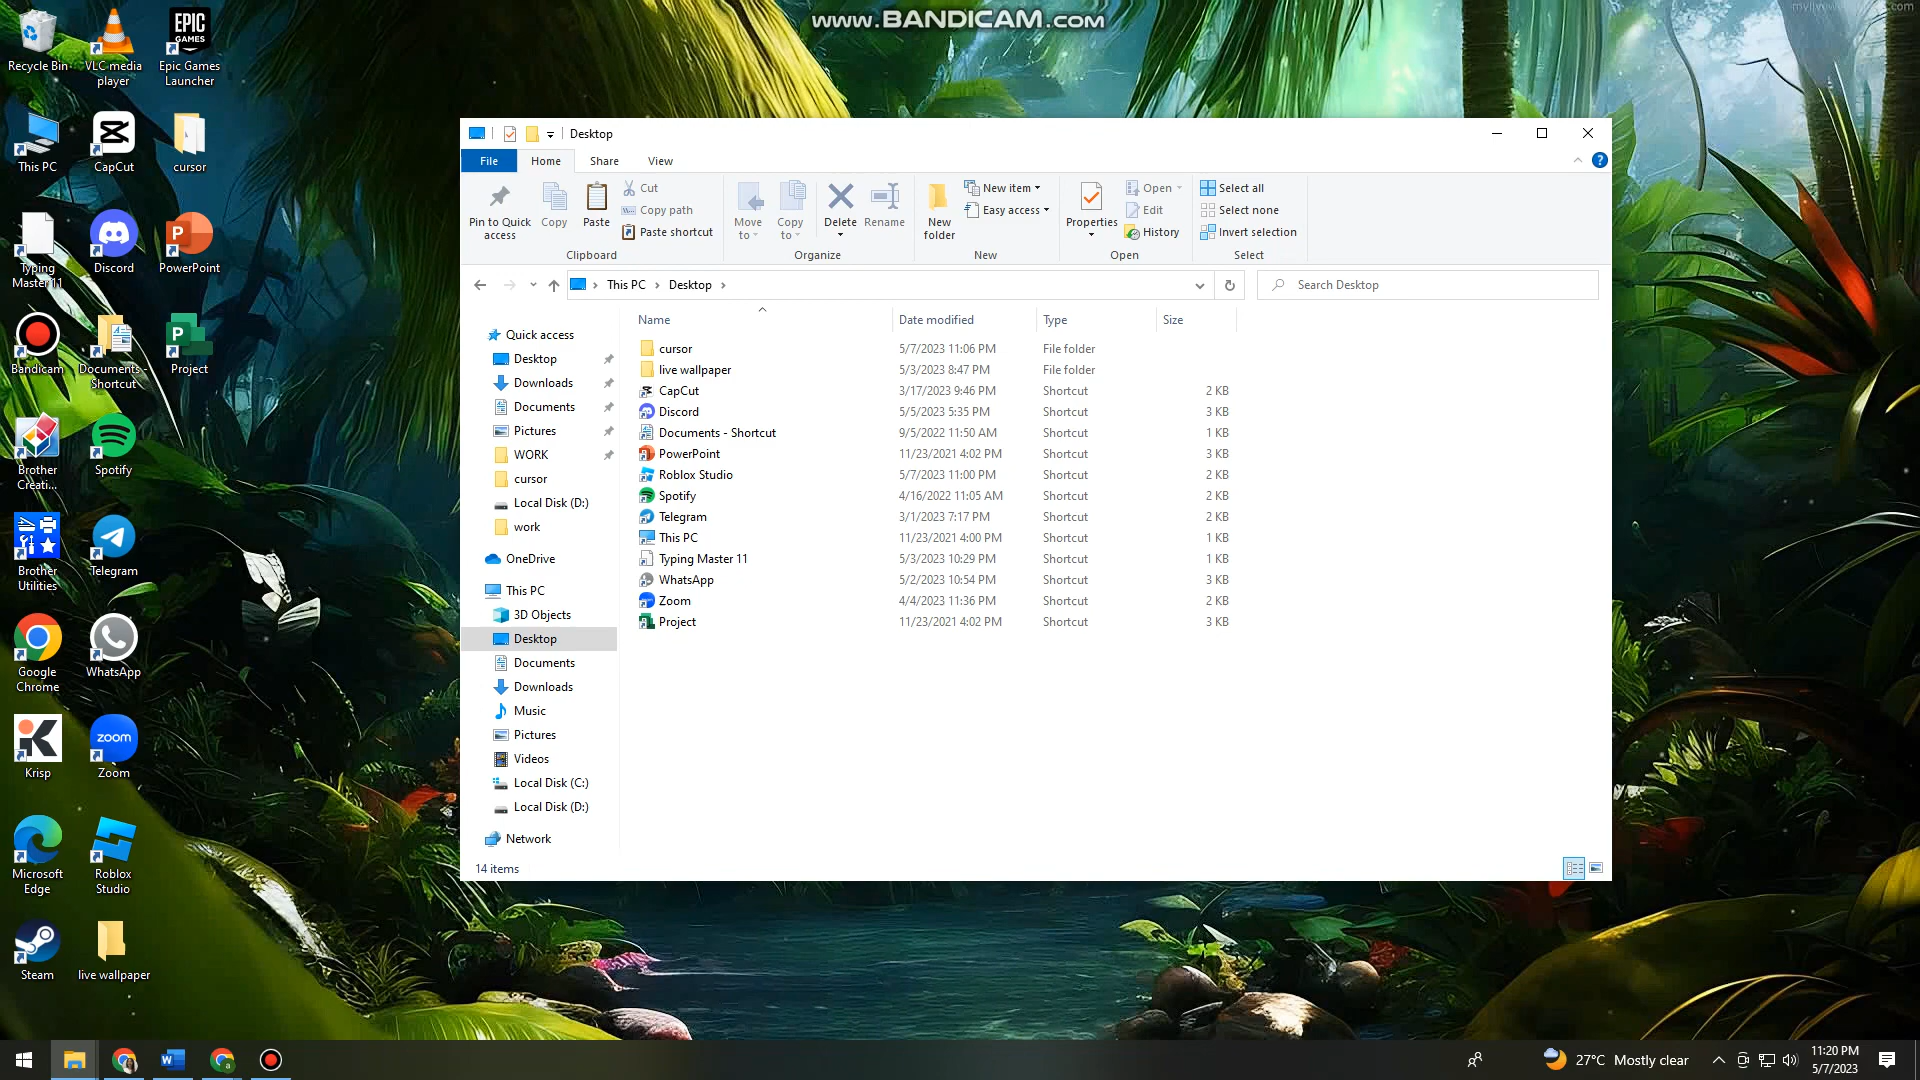 www.BANDICAM.com
Recycle Bin
VLC media
player
EPIC
GAMES
Epic Games
Launcher
This PC
CapCut
cursor
Typing
Master 11
Discord
PowerPoint
Bandicam
Documents -
Shortcut
Project
Brother
Creati...
Spotify
Brother
Utilities
Telegram
Google
Chrome
WhatsApp
Krisp
zoom
Zoom
Microsoft
Edge
Roblox
Studio
Steam
live wallpaper
Desktop
File
Home
Share
View
Pin to Quick
access
Copy
Paste
Cut
Copy path
Paste shortcut
Clipboard
Move
to
Copy
to
Delete
Rename
Organize
New
folder
New item
Easy access
New
Properties
Open
Edit
History
Open
Select all
Select none
Invert selection
Select
This PC
Desktop
Search Desktop
Quick access
Desktop
Downloads
Documents
Pictures
WORK
cursor
Local Disk (D:)
work
OneDrive
This PC
3D Objects
Desktop
Documents
Downloads
Music
Pictures
Videos
Local Disk (C:)
Local Disk (D:)
Network
Name Date modified Type Size
cursor 5/7/2023 11:06 PM File folder
live wallpaper 5/3/2023 8:47 PM File folder
CapCut 3/17/2023 9:46 PM Shortcut 2 KB
Discord 5/5/2023 5:35 PM Shortcut 3 KB
Documents - Shortcut 9/5/2022 11:50 AM Shortcut 1 KB
PowerPoint 11/23/2021 4:02 PM Shortcut 3 KB
Roblox Studio 5/7/2023 11:00 PM Shortcut 2 KB
Spotify 4/16/2022 11:05 AM Shortcut 2 KB
Telegram 3/1/2023 7:17 PM Shortcut 2 KB
This PC 11/23/2021 4:00 PM Shortcut 1 KB
Typing Master 11 5/3/2023 10:29 PM Shortcut 1 KB
WhatsApp 5/2/2023 10:54 PM Shortcut 3 KB
Zoom 4/4/2023 11:36 PM Shortcut 2 KB
Project 11/23/2021 4:02 PM Shortcut 3 KB
14 items
27°C Mostly clear
11:20 PM
5/7/2023